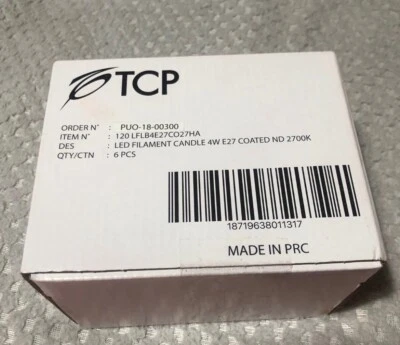 TCP
ORDER N° : PUO-18-00300
ITEM N° : 120 LFLB4E27CO27HA
DES : LED FILAMENT CANDLE 4W E27 COATED ND 2700K
QTY/CTN : 6 PCS
18719638011317
MADE IN PRC